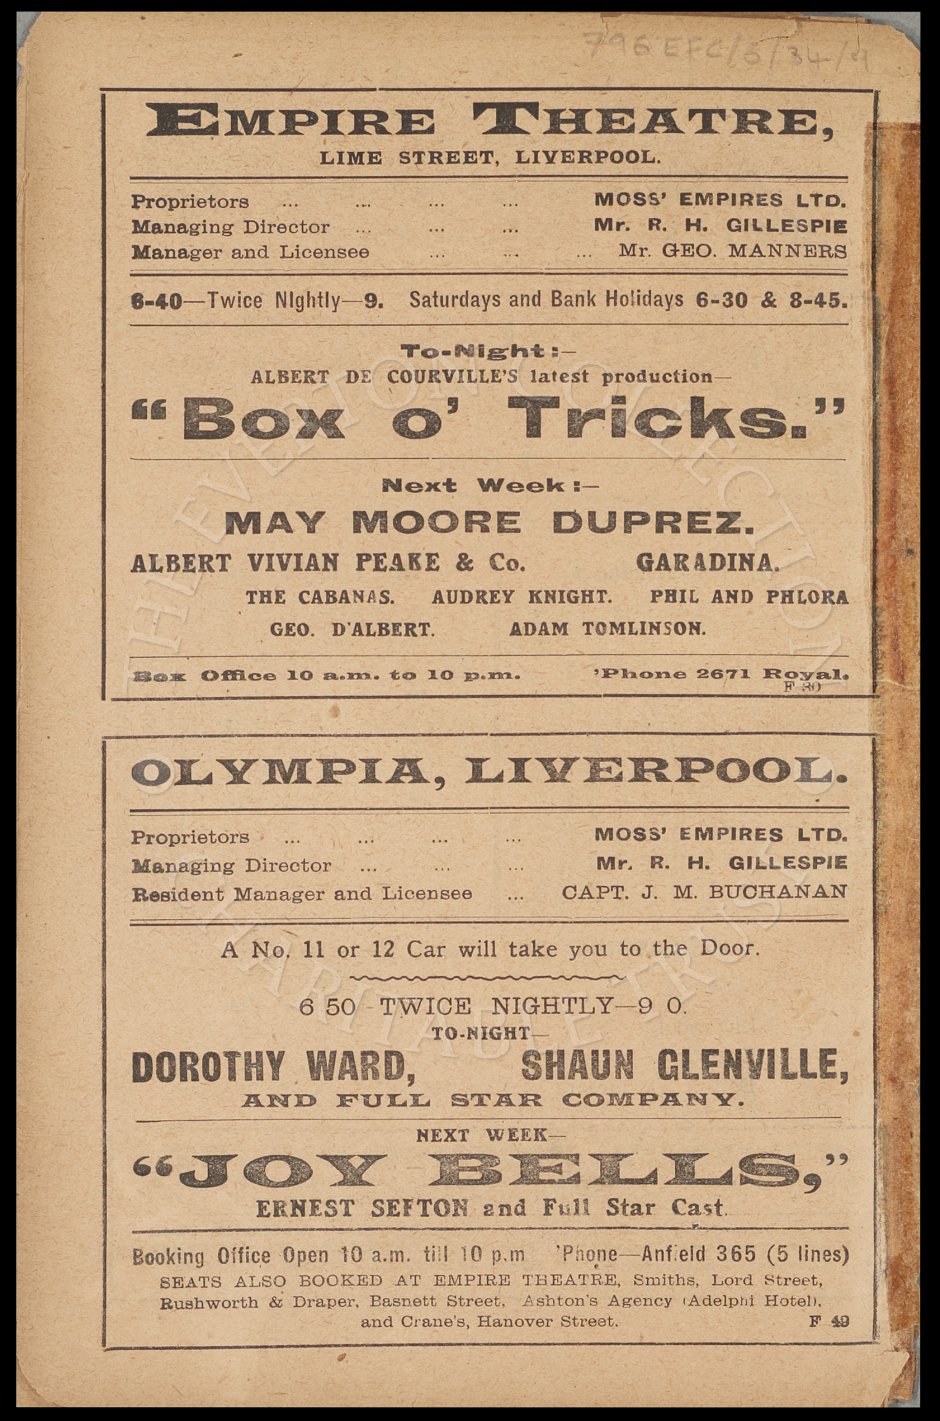 796 EFC/5/34/9
EMPIRE THEATRE,
LIME STREET, LIVERPOOL.
Proprietors ... ... ... ... MOSS' EMPIRES LTD.
Managing Director ... ... ... Mr. R. H. GILLESPIE
Manager and Licensee ... ... ... Mr. GEO. MANNERS
6-40—Twice Nightly—9. Saturdays and Bank Holidays 6-30 & 8-45.
To-Night:—
ALBERT DE COURVILLE'S latest production—
"Box o' Tricks."
Next Week:—
MAY MOORE DUPREZ.
ALBERT VIVIAN PEAKE & Co. GARADINA.
THE CABANAS. AUDREY KNIGHT. PHIL AND PHLORA
GEO. D'ALBERT. ADAM TOMLINSON.
Box Office 10 a.m. to 10 p.m. 'Phone 2671 Royal.
F 30
OLYMPIA, LIVERPOOL.
Proprietors ... ... ... ... MOSS' EMPIRES LTD.
Managing Director ... ... ... Mr. R. H. GILLESPIE
Resident Manager and Licensee ... CAPT. J. M. BUCHANAN
A No. 11 or 12 Car will take you to the Door.
6 50 - TWICE NIGHTLY—9 0.
TO-NIGHT—
DOROTHY WARD, SHAUN GLENVILLE,
AND FULL STAR COMPANY.
NEXT WEEK—
"JOY BELLS,"
ERNEST SEFTON and Full Star Cast.
Booking Office Open 10 a.m. till 10 p.m 'Phone—Anfield 365 (5 lines)
SEATS ALSO BOOKED AT EMPIRE THEATRE, Smiths, Lord Street,
Rushworth & Draper, Basnett Street, Ashton's Agency (Adelphi Hotel),
and Crane's, Hanover Street. F 49
THE EVERTON COLLECTION
CHARITABLE TRUST